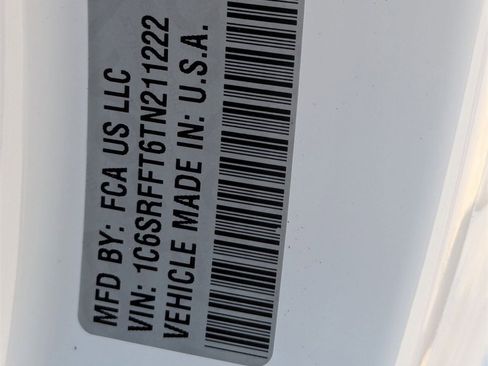 MFD BY: FCA US LLC
VIN: 1C6SRFFT6TN211222
VEHICLE MADE IN: U.S.A.